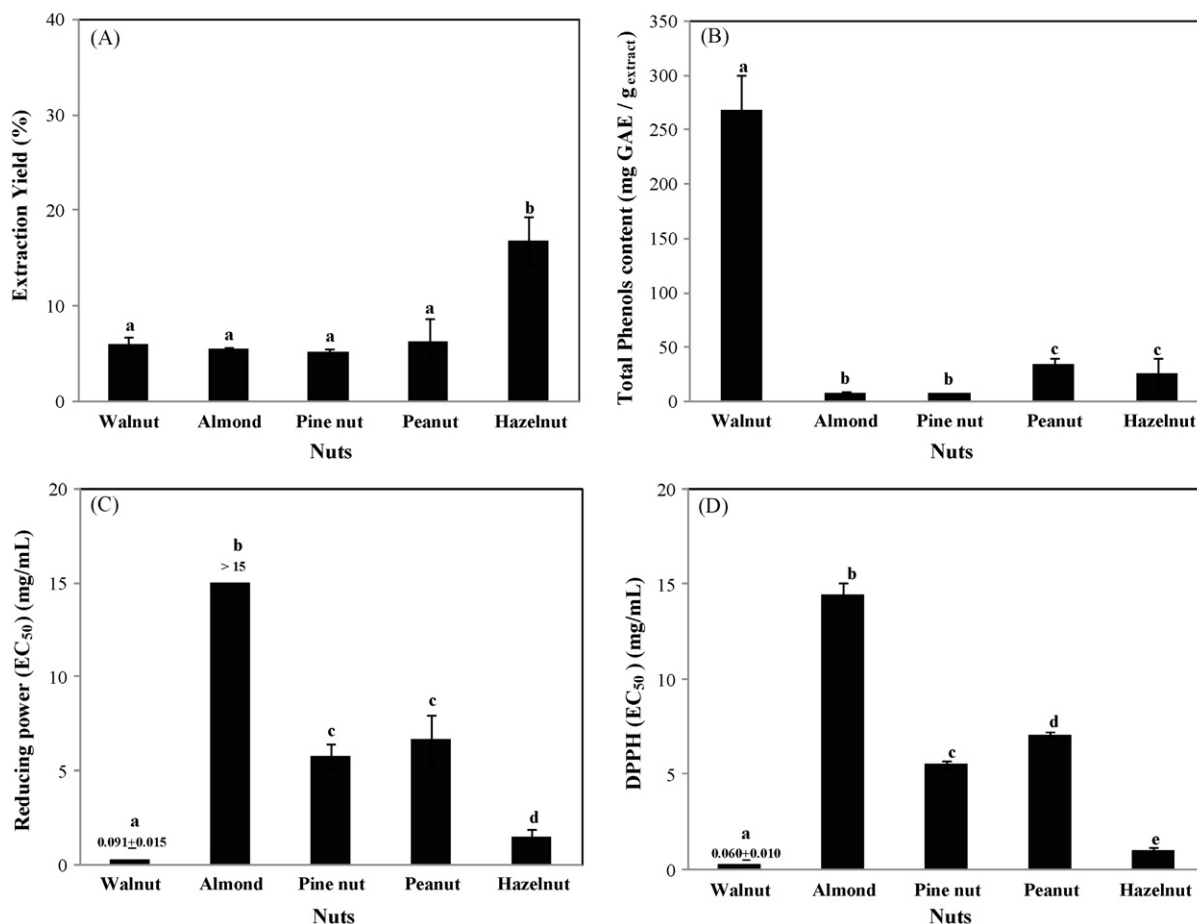 (A)
Extraction Yield (%)
40
30
20
10
0
a
a
a
a
b
Walnut Almond Pine nut Peanut Hazelnut
Nuts
(B)
Total Phenols content (mg GAE / g extract)
350
300
250
200
150
100
50
0
a
b
b
c
c
Walnut Almond Pine nut Peanut Hazelnut
Nuts
(C)
Reducing power (EC50) (mg/mL)
20
15
10
5
0
a
0.091±0.015
b
> 15
c
c
d
Walnut Almond Pine nut Peanut Hazelnut
Nuts
(D)
DPPH (EC50 ) (mg/mL)
20
15
10
5
0
a
0.060±0.010
b
c
d
e
Walnut Almond Pine nut Peanut Hazelnut
Nuts